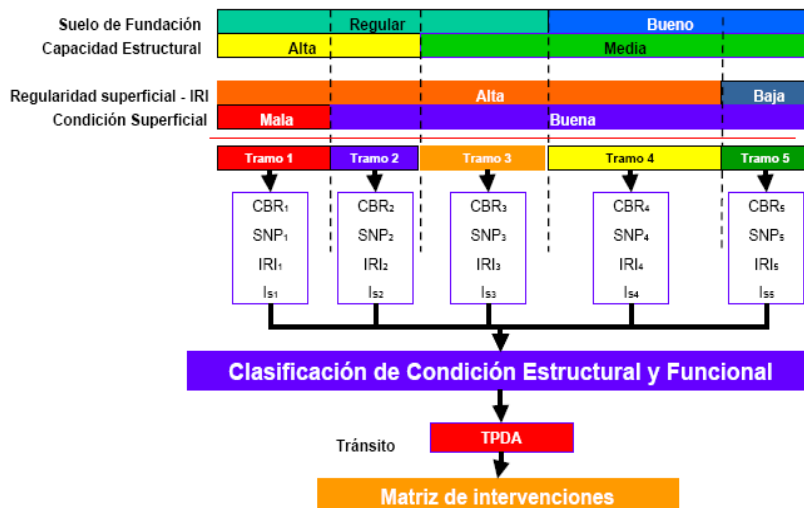 Suelo de Fundación Regular Bueno
Capacidad Estructural Alta Media
Regularidad superficial - IRI Alta Baja
Condición Superficial Mala Buena
Tramo 1 Tramo 2 Tramo 3 Tramo 4 Tramo 5
CBR₁ CBR₂ CBR₃ CBR₄ CBR₅
SNP₁ SNP₂ SNP₃ SNP₄ SNP₅
IRI₁ IRI₂ IRI₃ IRI₄ IRI₅
Iₛ₁ Iₛ₂ Iₛ₃ Iₛ₄ Iₛ₅
Clasificación de Condición Estructural y Funcional
Tránsito TPDA
Matriz de intervenciones